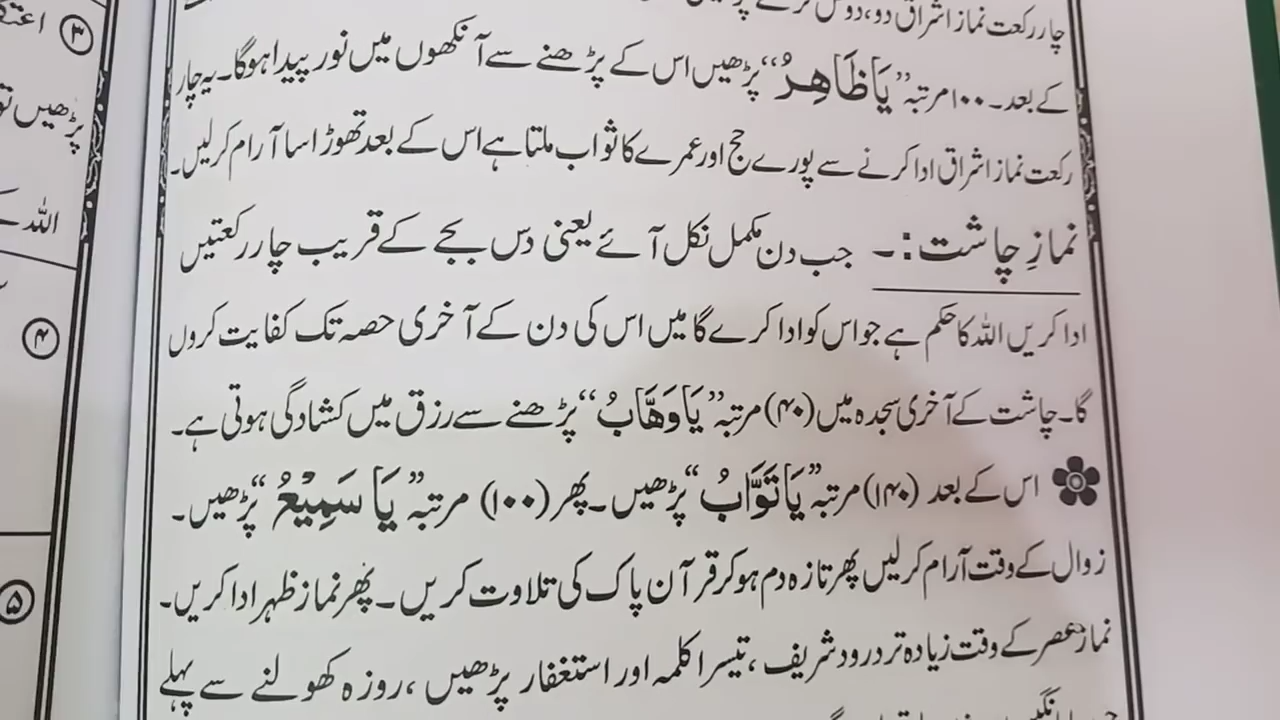 چار رکعت نماز اشراق دو، دو
کے بعد۔ ۱۰۰ مرتبہ ”یَا ظَاہِرُ“ پڑھیں اس کے پڑھنے سے آنکھوں میں نور پیدا ہوگا۔ یہ چار
رکعت نماز اشراق ادا کرنے سے پورے حج اور عمرے کا ثواب ملتا ہے اس کے بعد تھوڑا سا آرام کرلیں۔
نمازِ چاشت:۔ جب دن مکمل نکل آئے یعنی دس بجے کے قریب چار رکعتیں
ادا کریں اللہ کا حکم ہے جو اس کو ادا کرے گا میں اس کی دن کے آخری حصہ تک کفایت کروں
گا۔ چاشت کے آخری سجدہ میں (۴۰) مرتبہ ”یَا وَھَّابُ“ پڑھنے سے رزق میں کشادگی ہوتی ہے۔
اس کے بعد (۱۴۰) مرتبہ ”یَا تَوَّابُ“ پڑھیں۔ پھر (۱۰۰) مرتبہ ”یَا سَمِیْعُ“ پڑھیں۔
زوال کے وقت آرام کرلیں پھر تازہ دم ہوکر قرآن پاک کی تلاوت کریں۔ پھر نماز ظہر ادا کریں۔
نماز عصر کے وقت زیادہ تر درود شریف، تیسرا کلمہ اور استغفار پڑھیں، روزہ کھولنے سے پہلے
۳
پڑھیں
اللہ
۴
۵